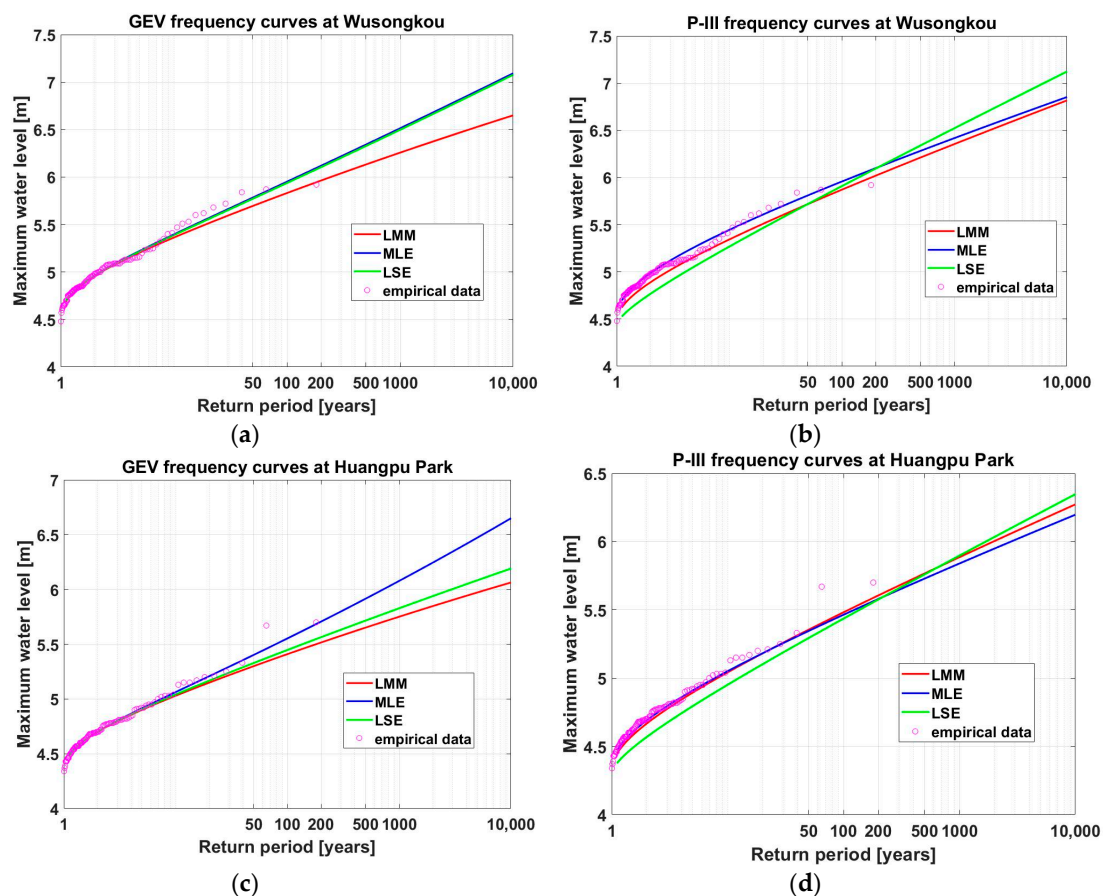 GEV frequency curves at Wusongkou
7.5
7
6.5
6
5.5
5
4.5
4
Maximum water level [m]
LMM
MLE
LSE
empirical data
1 50 100 200 500 1000 10,000
Return period [years]
(a)
P-III frequency curves at Wusongkou
7.5
7
6.5
6
5.5
5
4.5
4
Maximum water level [m]
LMM
MLE
LSE
empirical data
1 50 100 200 500 1000 10,000
Return period [years]
(b)
GEV frequency curves at Huangpu Park
7
6.5
6
5.5
5
4.5
4
Maximum water level [m]
LMM
MLE
LSE
empirical data
1 50 100 200 500 1000 10,000
Return period [years]
(c)
P-III frequency curves at Huangpu Park
6.5
6
5.5
5
4.5
4
Maximum water level [m]
LMM
MLE
LSE
empirical data
1 50 100 200 500 1000 10,000
Return period [years]
(d)